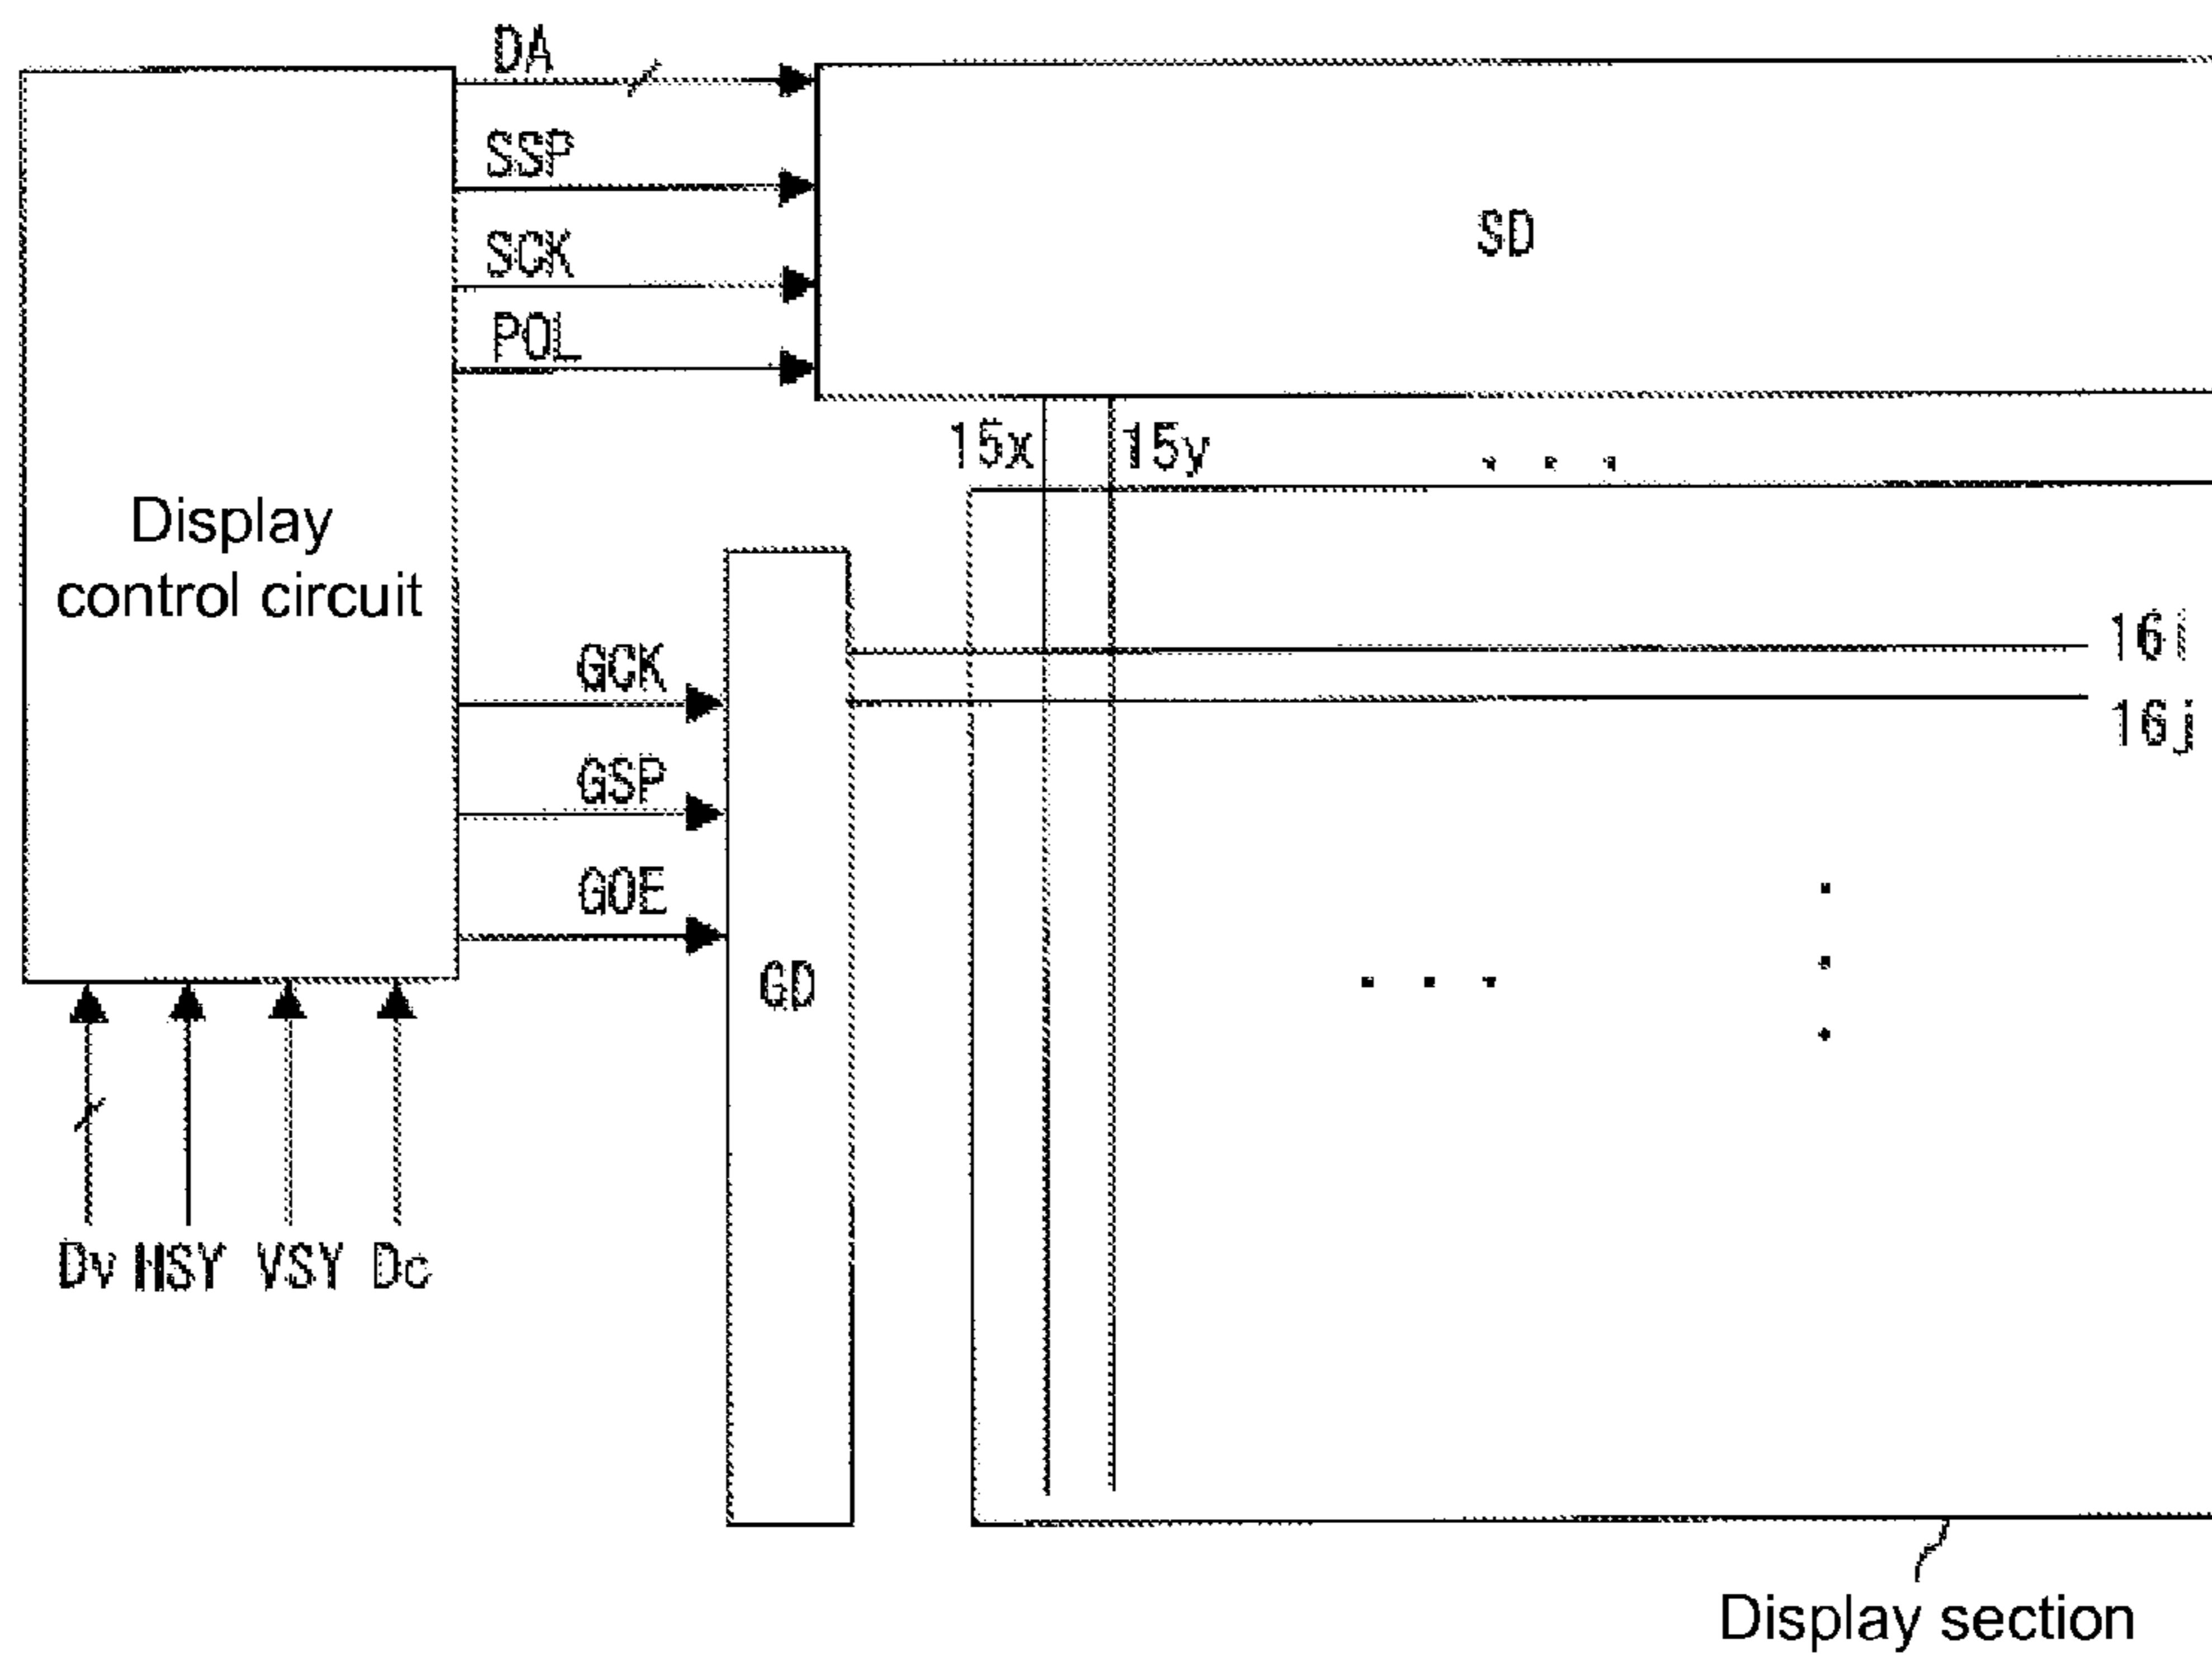 DA
SSP
SCK
POL
SD
15x
15y
Display
control circuit
16i
16j
GCK
GSP
GOE
GD
Dv HSY VSY Dc
Display section